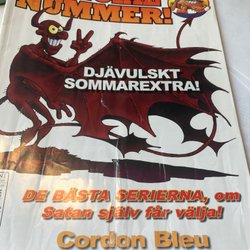 NUMMER!
DJÄVULSKT
SOMMAREXTRA!
DE BÄSTA SERIERNA, om
Satan själv får välja!
Cordon Bleu